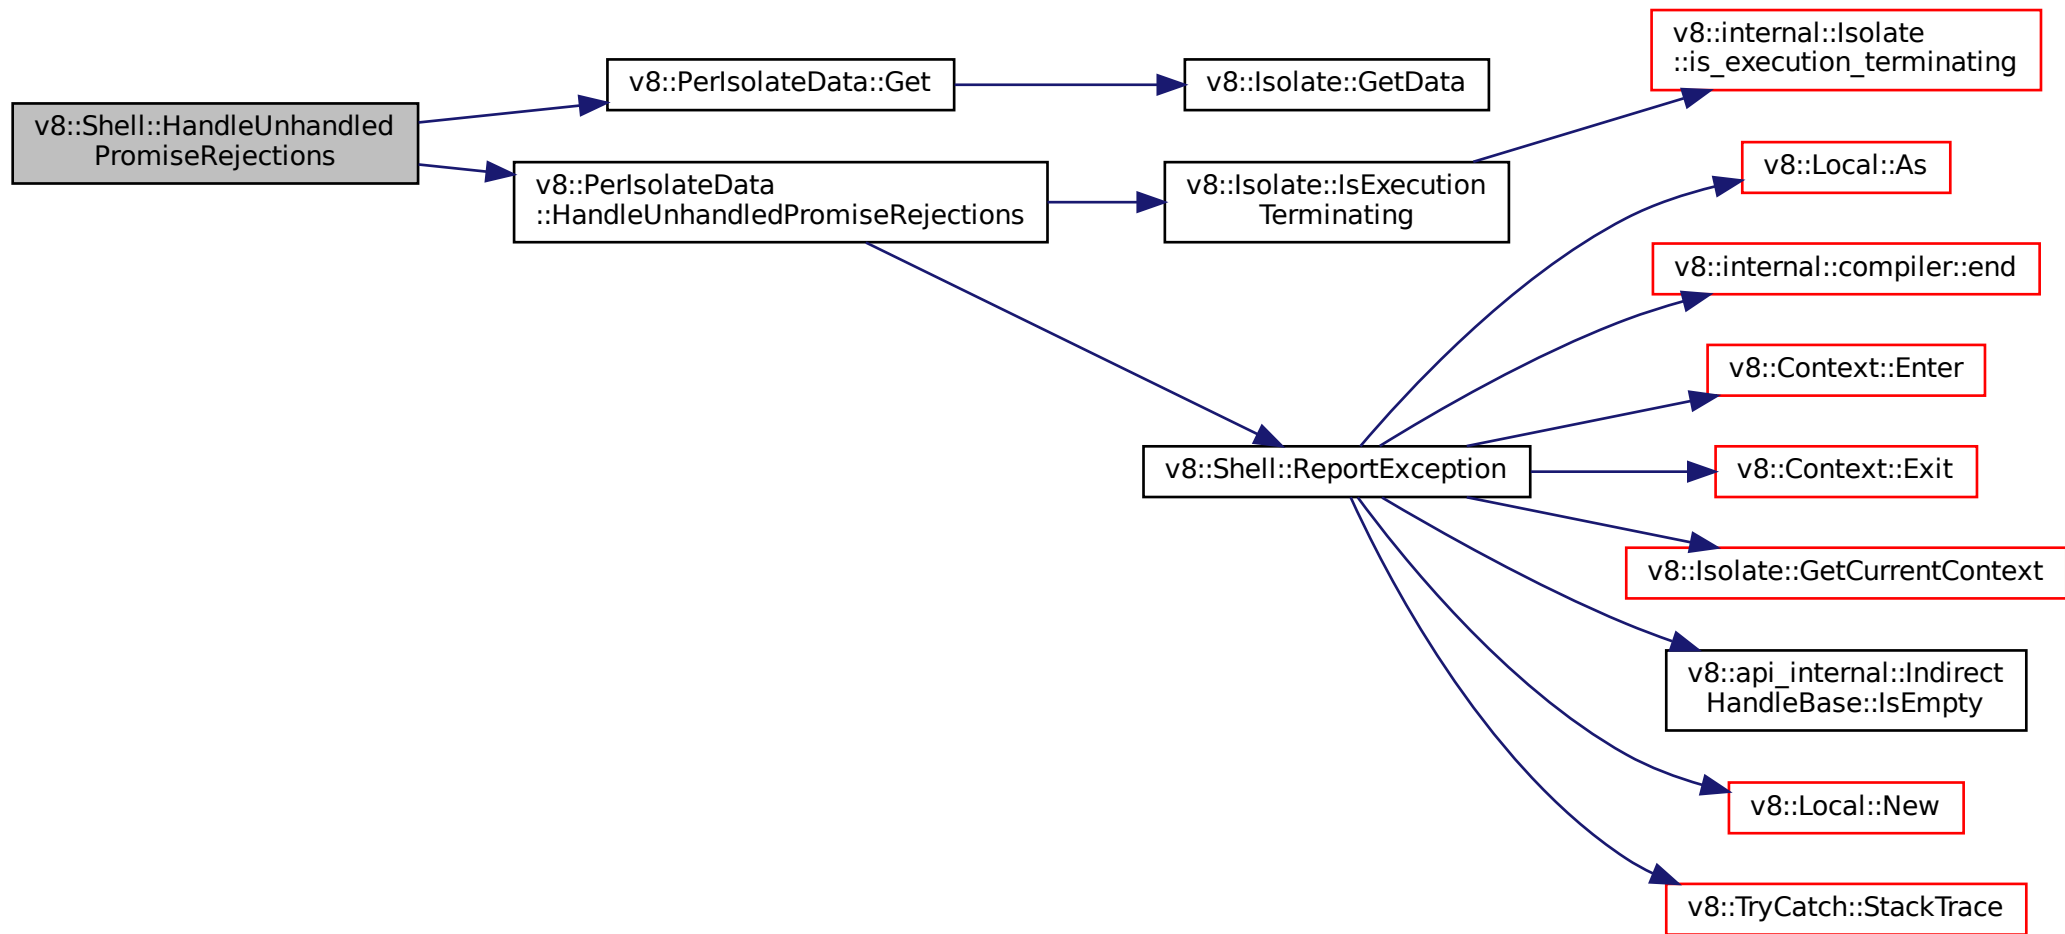 v8::Shell::HandleUnhandled
PromiseRejections
v8::PerIsolateData::Get
v8::Isolate::GetData
v8::PerIsolateData
::HandleUnhandledPromiseRejections
v8::Isolate::IsExecution
Terminating
v8::internal::Isolate
::is_execution_terminating
v8::Shell::ReportException
v8::Local::As
v8::internal::compiler::end
v8::Context::Enter
v8::Context::Exit
v8::Isolate::GetCurrentContext
v8::api_internal::Indirect
HandleBase::IsEmpty
v8::Local::New
v8::TryCatch::StackTrace